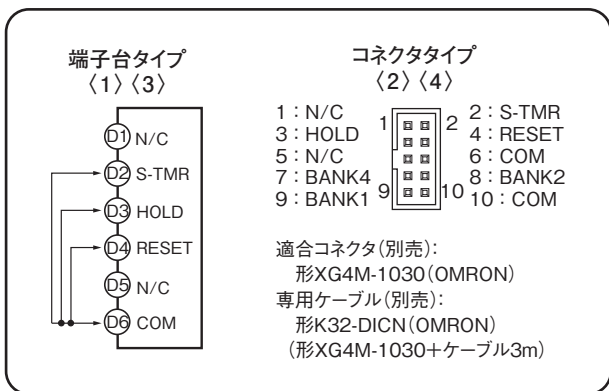 端子台タイプ
〈1〉〈3〉
D1 N/C
D2 S-TMR
D3 HOLD
D4 RESET
D5 N/C
D6 COM
コネクタタイプ
〈2〉〈4〉
1：N/C
3：HOLD
5：N/C
7：BANK4
9：BANK1
1
2
9
10
2：S-TMR
4：RESET
6：COM
8：BANK2
10：COM
適合コネクタ（別売）：
形XG4M-1030（OMRON）
専用ケーブル（別売）：
形K32-DICN（OMRON）
（形XG4M-1030＋ケーブル3m）